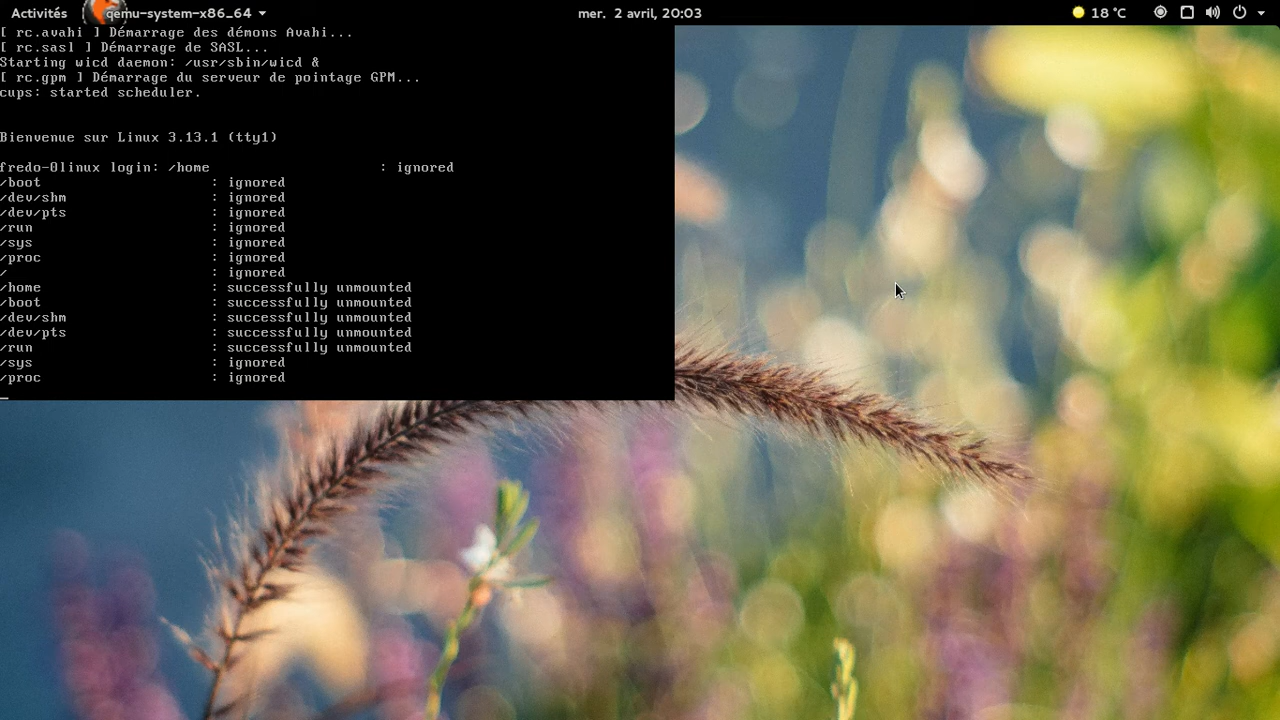 Activités qemu-system-x86_64 mer. 2 avril, 20:03 18 °C
[ rc.avahi ] Démarrage des démons Avahi...
[ rc.sasl ] Démarrage de SASL...
Starting wicd daemon: /usr/sbin/wicd &
[ rc.gpm ] Démarrage du serveur de pointage GPM...
cups: started scheduler.
Bienvenue sur Linux 3.13.1 (tty1)
fredo-0linux login: /home : ignored
/boot : ignored
/dev/shm : ignored
/dev/pts : ignored
/run : ignored
/sys : ignored
/proc : ignored
/ : ignored
/home : successfully unmounted
/boot : successfully unmounted
/dev/shm : successfully unmounted
/dev/pts : successfully unmounted
/run : successfully unmounted
/sys : ignored
/proc : ignored